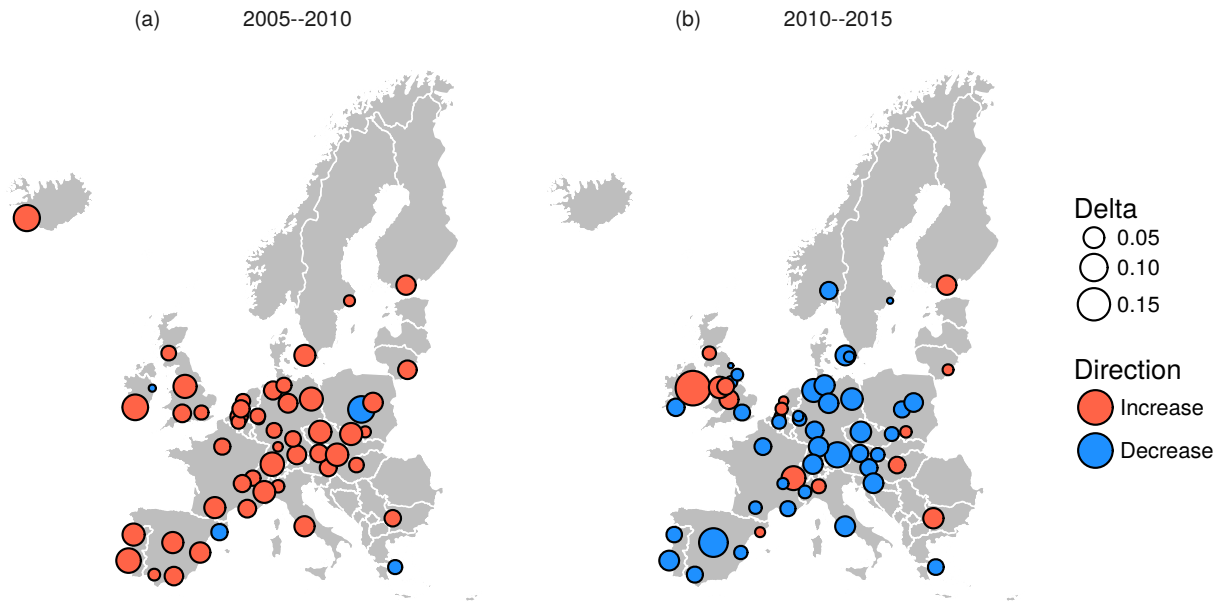 (a) 2005--2010
(b) 2010--2015
Delta
0.05
0.10
0.15
Direction
Increase
Decrease